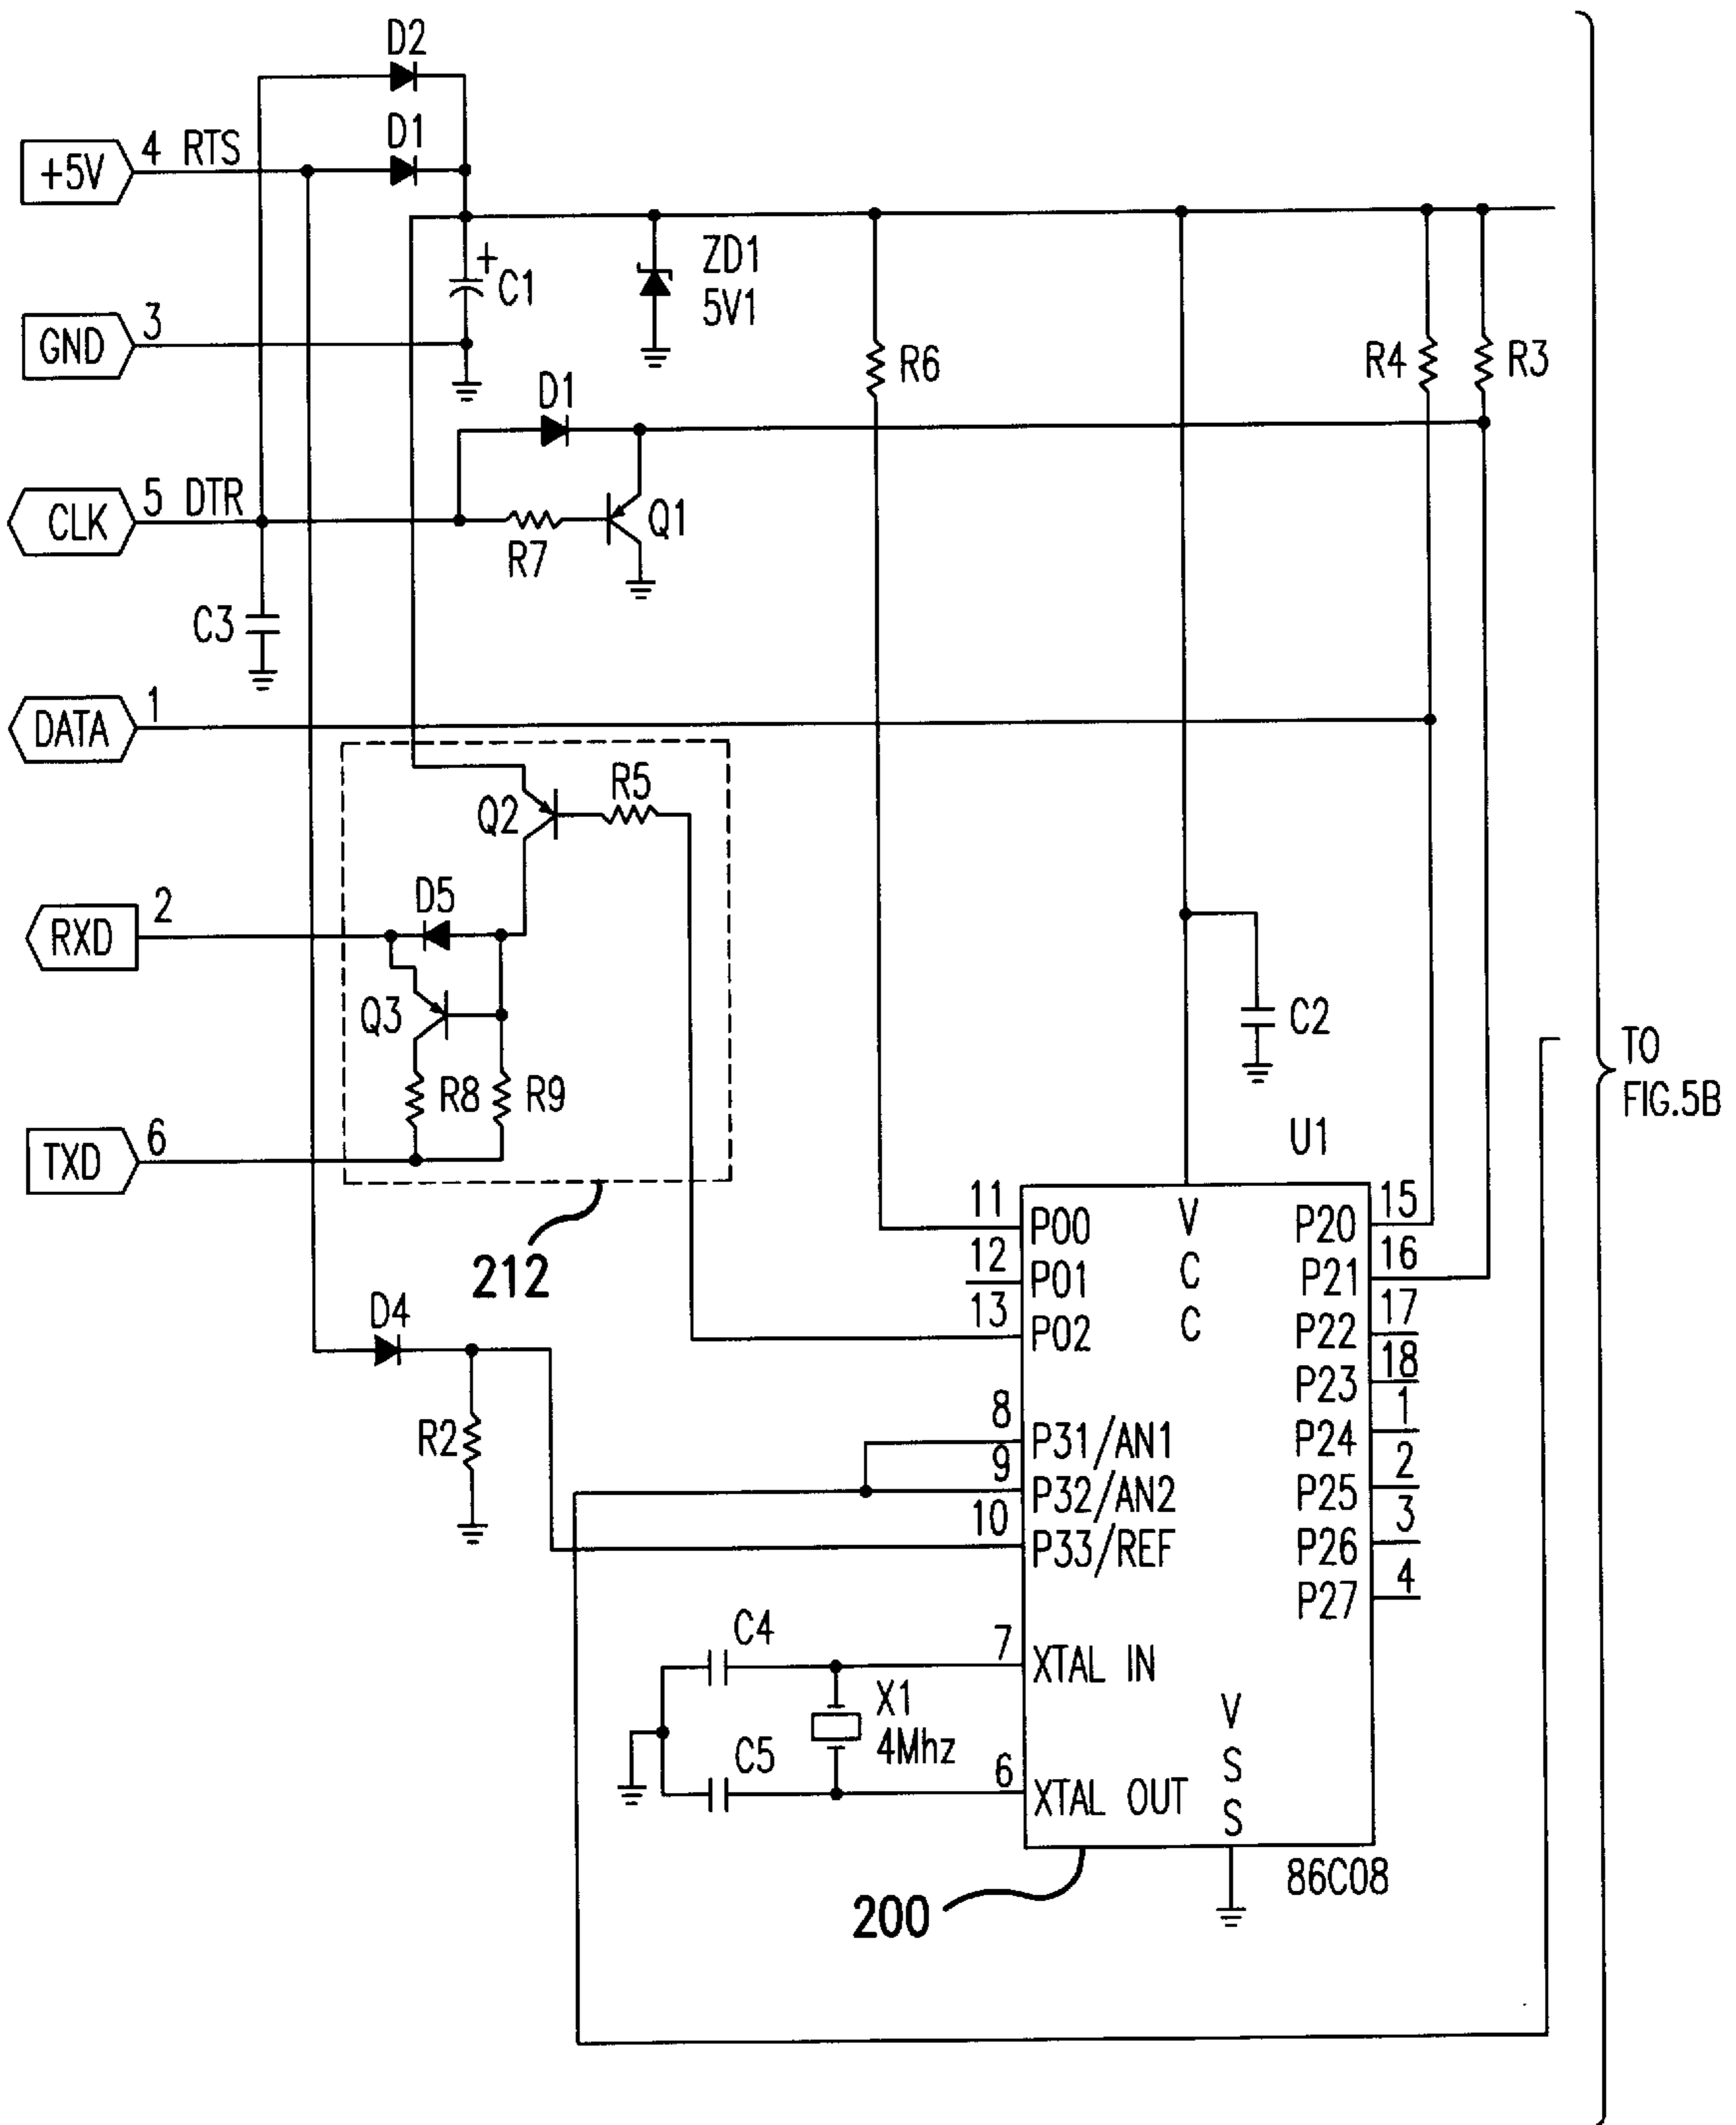 D2
D1
+5V 4 RTS
+ C1
ZD1
5V1
GND 3
R6
R4
R3
D1
CLK 5 DTR
R7
Q1
C3
DATA 1
Q2
R5
RXD 2
D5
Q3
R8
R9
C2
TO
FIG.5B
TXD 6
U1
212
11 P00
12 P01
13 P02
V
C
C
P20 15
P21 16
P22 17
P23 18
P24 1
P25 2
P26 3
P27 4
D4
R2
8 P31/AN1
9 P32/AN2
10 P33/REF
C4
7 XTAL IN
X1
4Mhz
C5
6 XTAL OUT
V
S
S
86C08
200